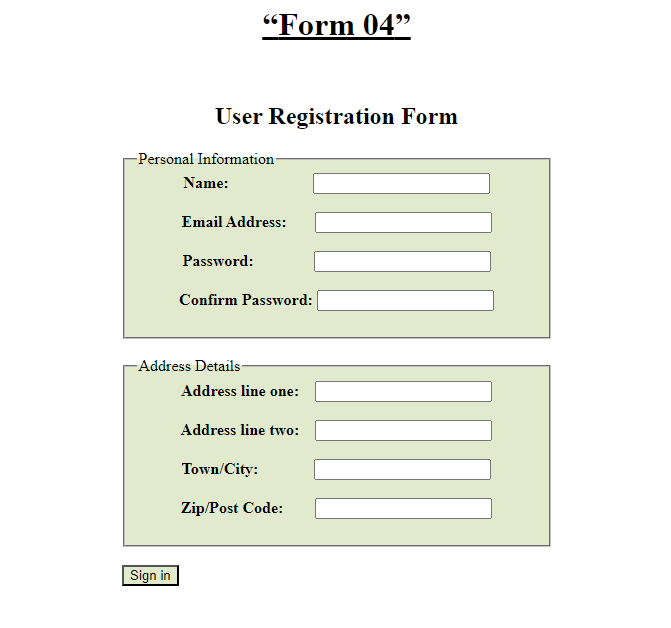 “Form 04”
User Registration Form
Personal Information
Name:
Email Address:
Password:
Confirm Password:
Address Details
Address line one:
Address line two:
Town/City:
Zip/Post Code:
Sign in